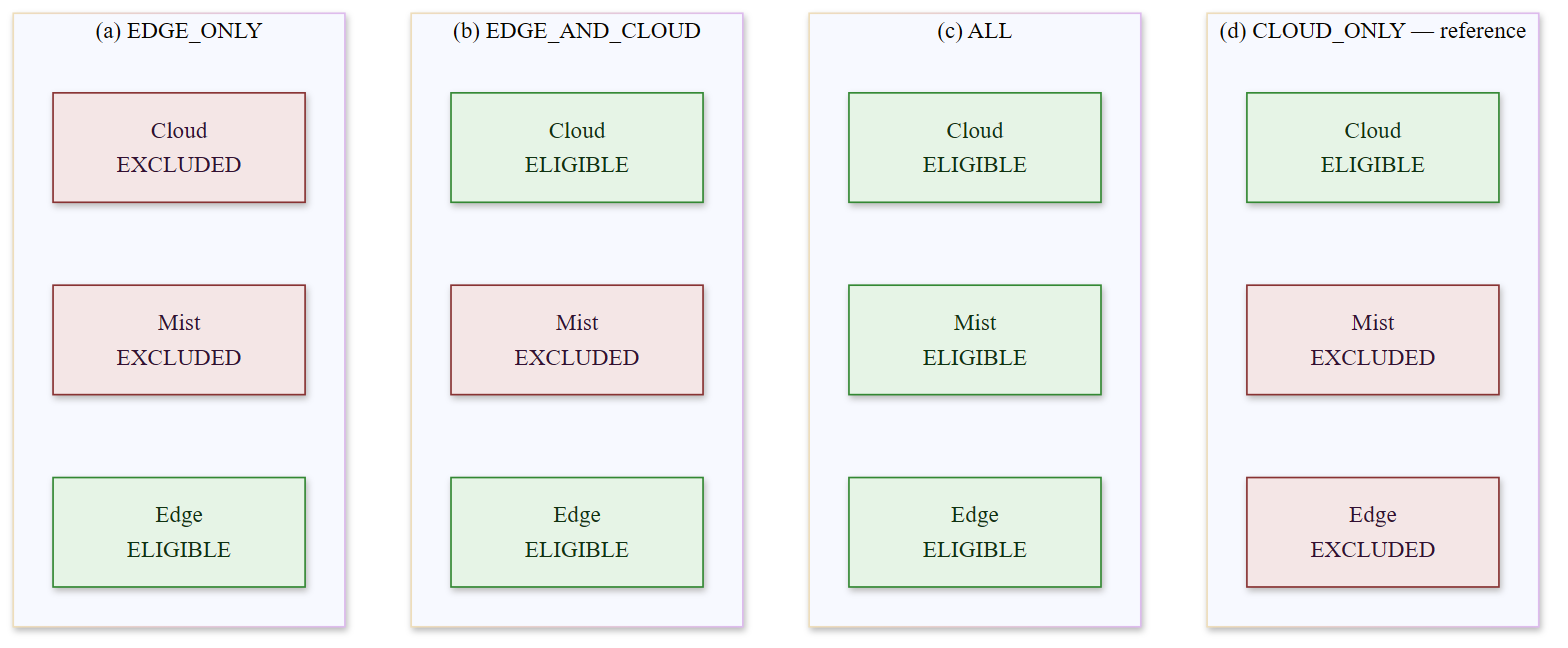 (a) EDGE_ONLY
Cloud
EXCLUDED
Mist
EXCLUDED
Edge
ELIGIBLE
(b) EDGE_AND_CLOUD
Cloud
ELIGIBLE
Mist
EXCLUDED
Edge
ELIGIBLE
(c) ALL
Cloud
ELIGIBLE
Mist
ELIGIBLE
Edge
ELIGIBLE
(d) CLOUD_ONLY — reference
Cloud
ELIGIBLE
Mist
EXCLUDED
Edge
EXCLUDED